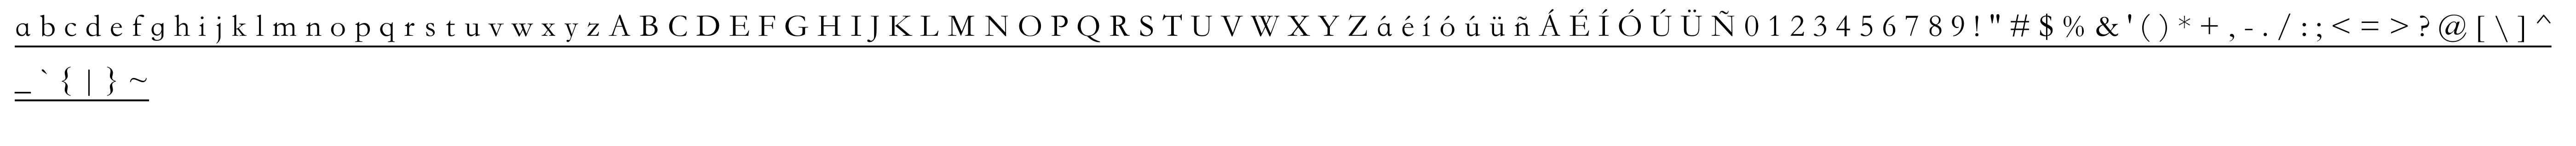 a b c d e f g h i j k l m n o p q r s t u v w x y z A B C D E F G H I J K L M N O P Q R S T U V W X Y Z á é í ó ú ü ñ Á É Í Ó Ú Ü Ñ 0 1 2 3 4 5 6 7 8 9 ! " # $ % & ' ( ) * + , - . / : ; < = > ? @ [ \ ] ^
_ ` { | } ~